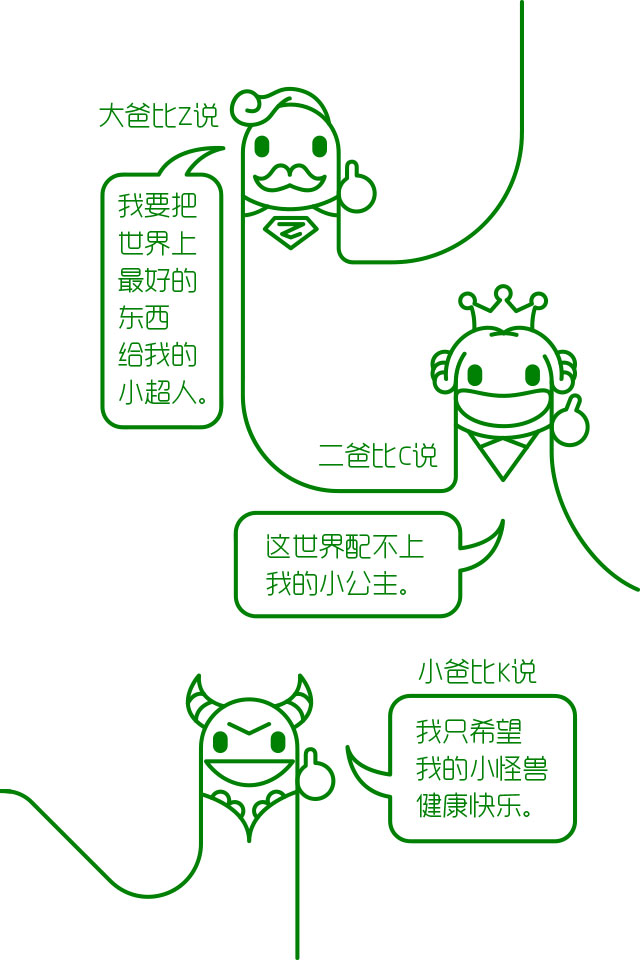 大爸比Z说
我要把
世界上
最好的
东西
给我的
小超人。
Z
二爸比C说
这世界配不上
我的小公主。
小爸比K说
我只希望
我的小怪兽
健康快乐。